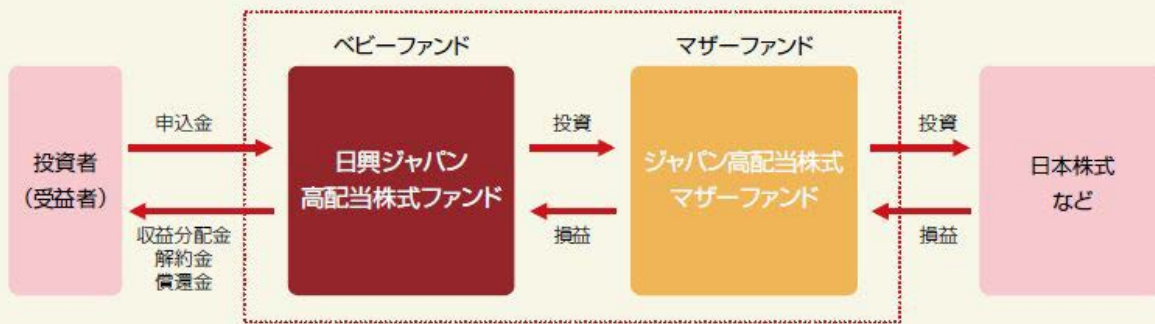 ベビーファンド
マザーファンド
投資者
（受益者）
申込金
収益分配金
解約金
償還金
日興ジャパン
高配当株式ファンド
投資
損益
ジャパン高配当株式
マザーファンド
投資
損益
日本株式
など